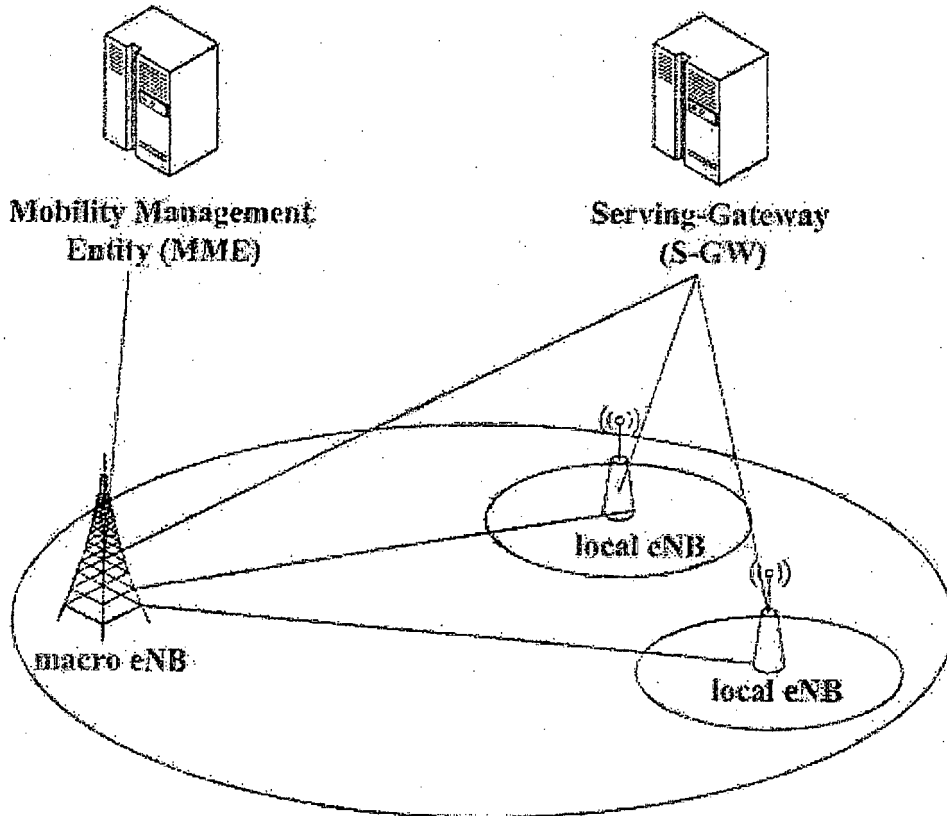 Mobility Management
Entity (MME)
Serving-Gateway
(S-GW)
local eNB
macro eNB
local eNB